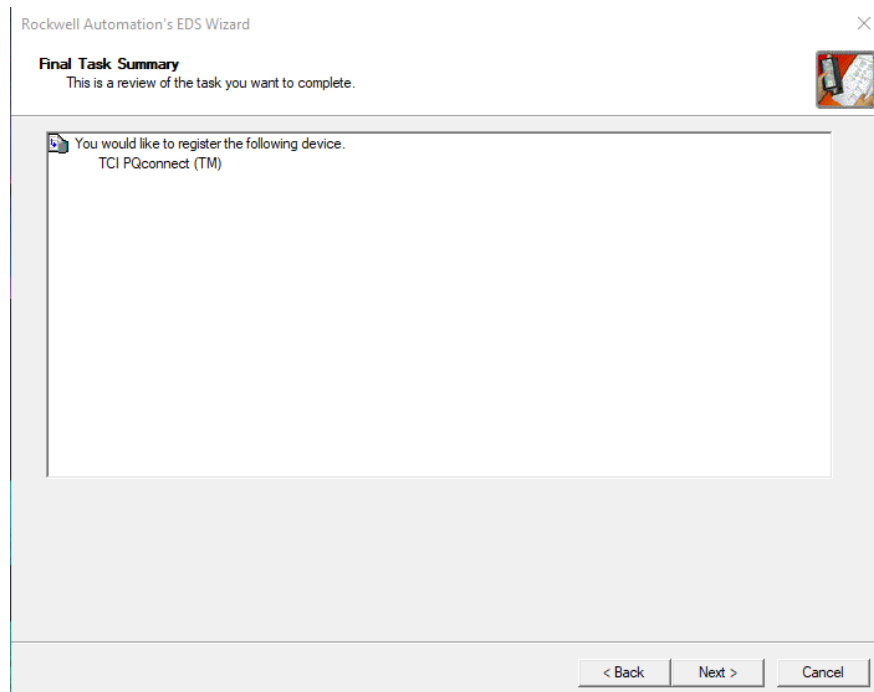 Rockwell Automation's EDS Wizard
Final Task Summary
This is a review of the task you want to complete.
You would like to register the following device.
TCI PQconnect (TM)
< Back
Next >
Cancel